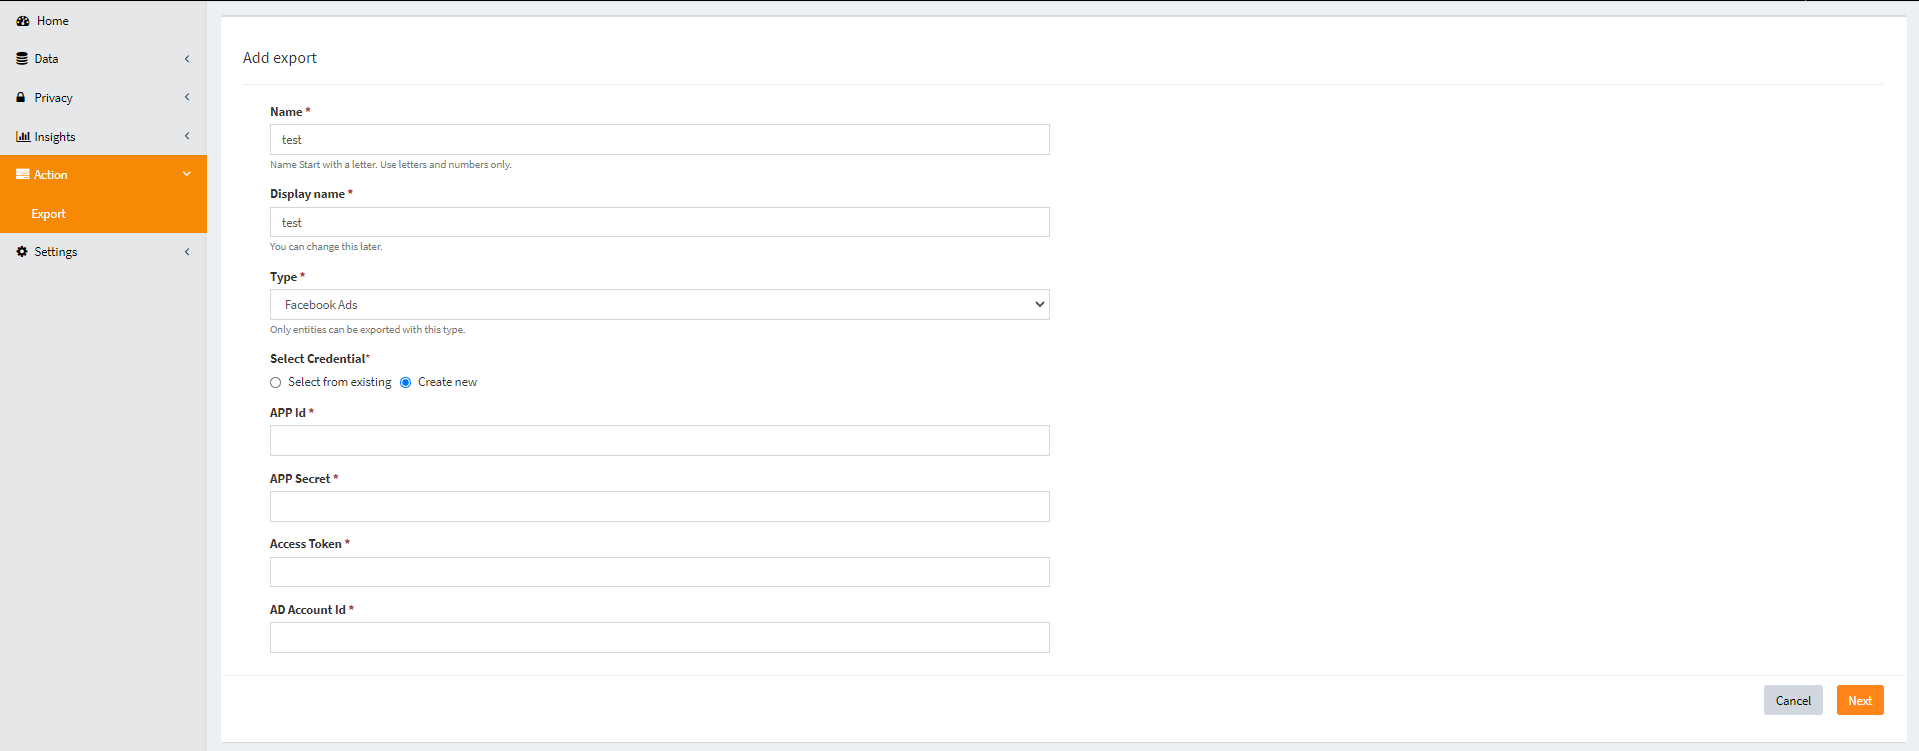 Home
Data
Privacy
Insights
Action
Export
Settings
Add export
Name *
test
Name Start with a letter. Use letters and numbers only.
Display name *
test
You can change this later.
Type *
Facebook Ads
Only entities can be exported with this type.
Select Credential*
Select from existing Create new
APP Id *
APP Secret *
Access Token *
AD Account Id *
Cancel Next